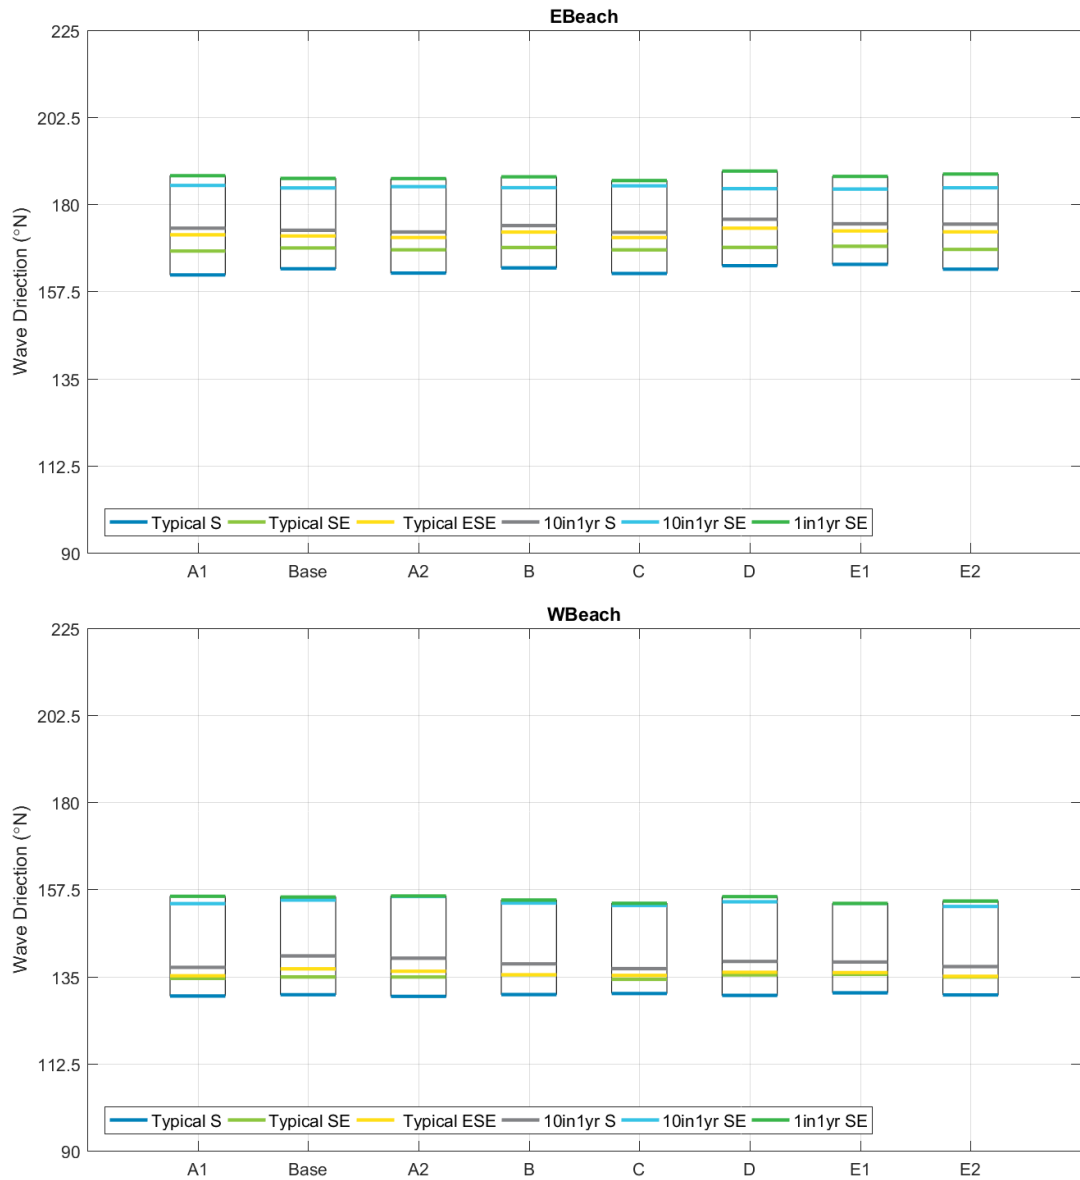 EBeach
225
202.5
180
157.5
135
112.5
90
Wave Driection (°N)
Typical S Typical SE Typical ESE 10in1yr S 10in1yr SE 1in1yr SE
A1 Base A2 B C D E1 E2
WBeach
225
202.5
180
157.5
135
112.5
90
Wave Driection (°N)
Typical S Typical SE Typical ESE 10in1yr S 10in1yr SE 1in1yr SE
A1 Base A2 B C D E1 E2